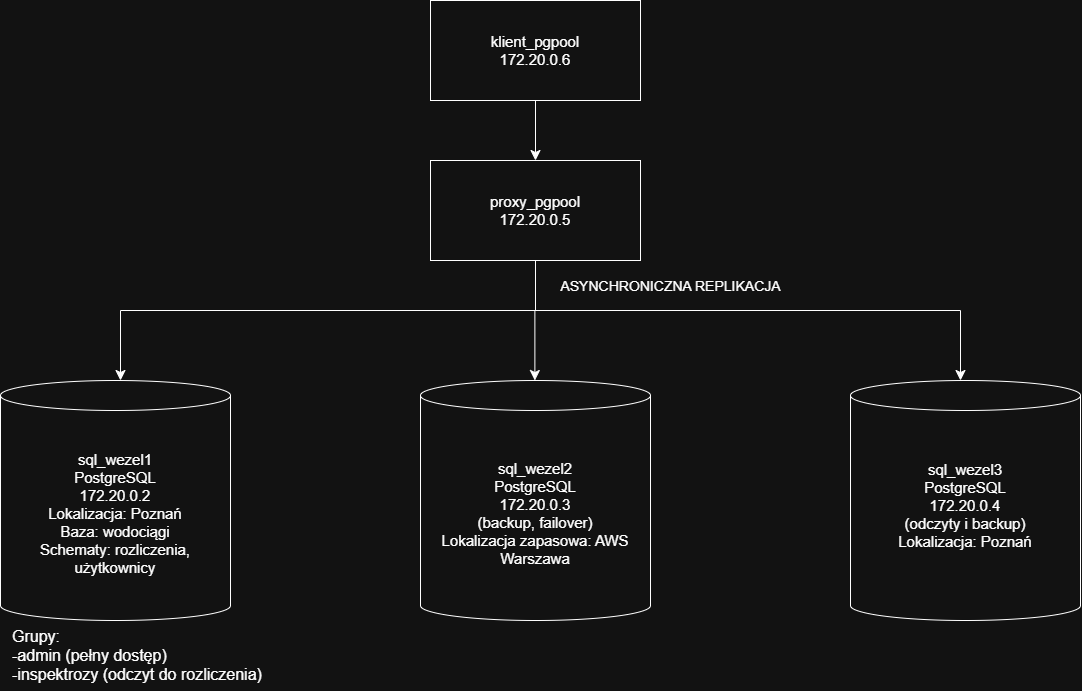 klient_pgpool
172.20.0.6
proxy_pgpool
172.20.0.5
ASYNCHRONICZNA REPLIKACJA
sql_wezel1
PostgreSQL
172.20.0.2
Lokalizacja: Poznań
Baza: wodociągi
Schematy: rozliczenia,
użytkownicy
sql_wezel2
PostgreSQL
172.20.0.3
(backup, failover)
Lokalizacja zapasowa: AWS
Warszawa
sql_wezel3
PostgreSQL
172.20.0.4
(odczyty i backup)
Lokalizacja: Poznań
Grupy:
-admin (pełny dostęp)
-inspektrozy (odczyt do rozliczenia)